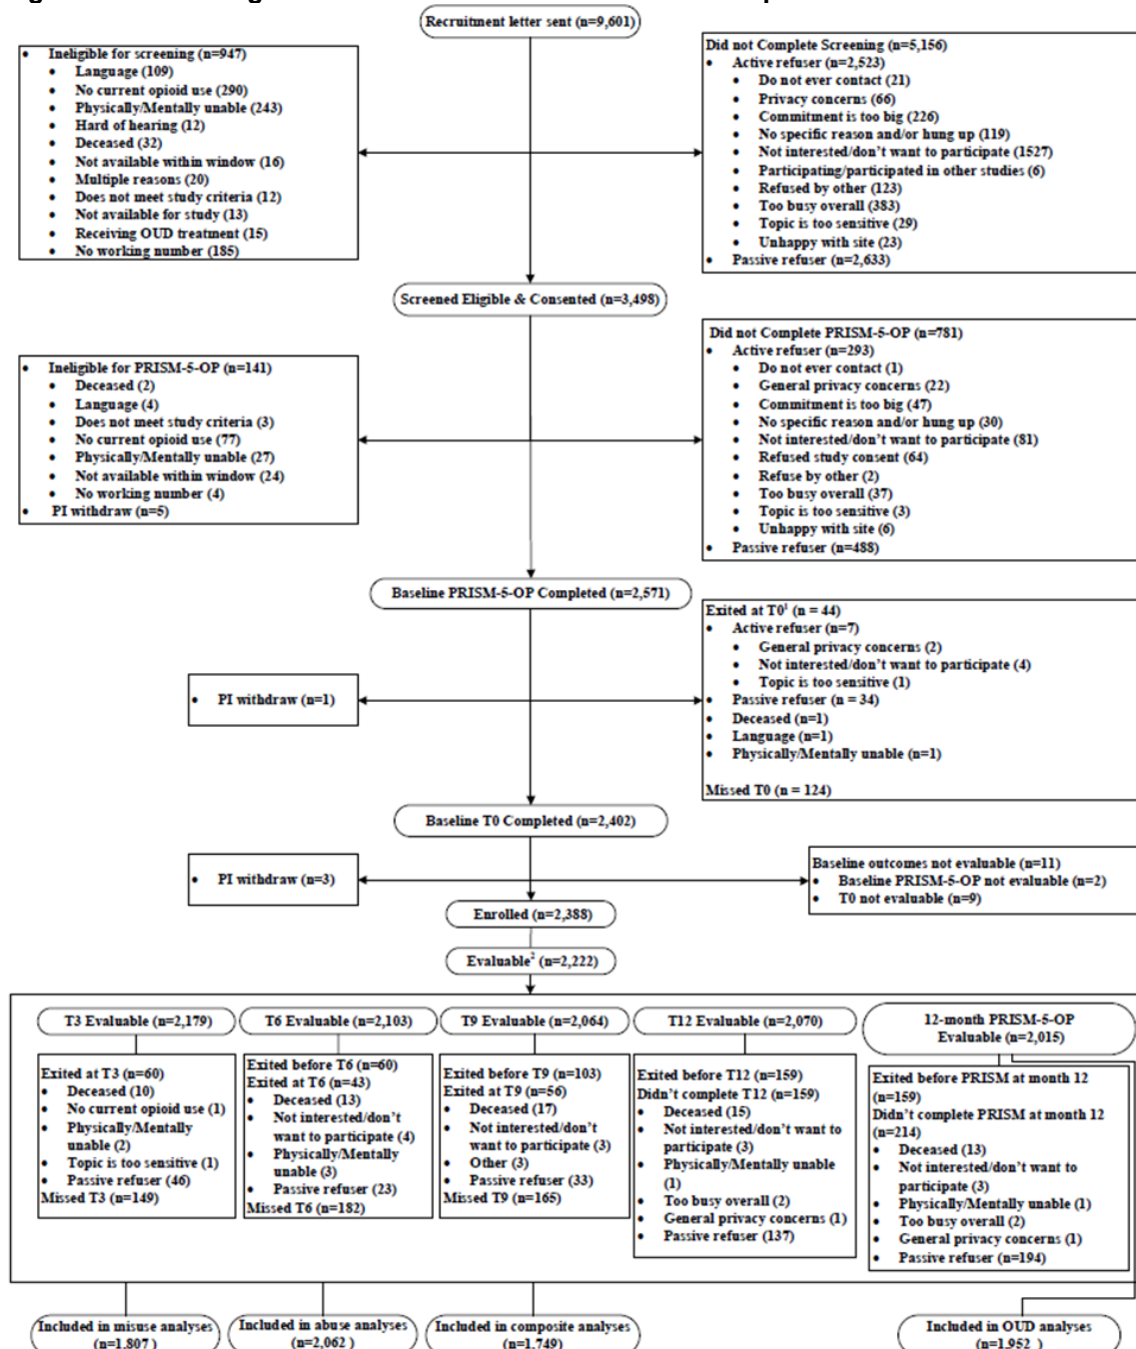 Recruitment letter sent (n=9,601)
• Ineligible for screening (n=947)
• Language (109)
• No current opioid use (290)
• Physically/Mentally unable (243)
• Hard of hearing (12)
• Deceased (32)
• Not available within window (16)
• Multiple reasons (20)
• Does not meet study criteria (12)
• Not available for study (13)
• Receiving OUD treatment (15)
• No working number (185)
Did not Complete Screening (n=5,156)
• Active refuser (n=2,523)
• Do not ever contact (21)
• Privacy concerns (66)
• Commitment is too big (226)
• No specific reason and/or hung up (119)
• Not interested/don't want to participate (1527)
• Participating/participated in other studies (6)
• Refused by other (123)
• Too busy overall (383)
• Topic is too sensitive (29)
• Unhappy with site (23)
• Passive refuser (n=2,633)
Screened Eligible & Consented (n=3,498)
• Ineligible for PRISM-5-OP (n=141)
• Deceased (2)
• Language (4)
• Does not meet study criteria (3)
• No current opioid use (77)
• Physically/Mentally unable (27)
• Not available within window (24)
• No working number (4)
• PI withdraw (n=5)
Did not Complete PRISM-5-OP (n=781)
• Active refuser (n=293)
• Do not ever contact (1)
• General privacy concerns (22)
• Commitment is too big (47)
• No specific reason and/or hung up (30)
• Not interested/don't want to participate (81)
• Refused study consent (64)
• Refuse by other (2)
• Too busy overall (37)
• Topic is too sensitive (3)
• Unhappy with site (6)
• Passive refuser (n=488)
Baseline PRISM-5-OP Completed (n=2,571)
• PI withdraw (n=1)
Exited at T0¹ (n = 44)
• Active refuser (n=7)
• General privacy concerns (2)
• Not interested/don't want to participate (4)
• Topic is too sensitive (1)
• Passive refuser (n = 34)
• Deceased (n=1)
• Language (n=1)
• Physically/Mentally unable (n=1)
Missed T0 (n = 124)
Baseline T0 Completed (n=2,402)
• PI withdraw (n=3)
Baseline outcomes not evaluable (n=11)
• Baseline PRISM-5-OP not evaluable (n=2)
• T0 not evaluable (n=9)
Enrolled (n=2,388)
Evaluable² (n=2,222)
T3 Evaluable (n=2,179)
Exited at T3 (n=60)
• Deceased (10)
• No current opioid use (1)
• Physically/Mentally
unable (2)
• Topic is too sensitive (1)
• Passive refuser (46)
Missed T3 (n=149)
T6 Evaluable (n=2,103)
Exited before T6 (n=60)
Exited at T6 (n=43)
• Deceased (13)
• Not interested/don't
want to participate (4)
• Physically/Mentally
unable (3)
• Passive refuser (23)
Missed T6 (n=182)
T9 Evaluable (n=2,064)
Exited before T9 (n=103)
Exited at T9 (n=56)
• Deceased (17)
• Not interested/don't
want to participate (3)
• Other (3)
• Passive refuser (33)
Missed T9 (n=165)
T12 Evaluable (n=2,070)
Exited before T12 (n=159)
Didn't complete T12 (n=159)
• Deceased (15)
• Not interested/don't want to
participate (3)
• Physically/Mentally unable
(1)
• Too busy overall (2)
• General privacy concerns (1)
• Passive refuser (137)
12-month PRISM-5-OP
Evaluable (n=2,015)
Exited before PRISM at month 12
(n=159)
Didn't complete PRISM at month 12
(n=214)
• Deceased (13)
• Not interested/don't want to
participate (3)
• Physically/Mentally unable (1)
• Too busy overall (2)
• General privacy concerns (1)
• Passive refuser (n=194)
Included in misuse analyses
(n=1,807 )
Included in abuse analyses
(n=2,062 )
Included in composite analyses
(n=1,749)
Included in OUD analyses
(n=1,952 )